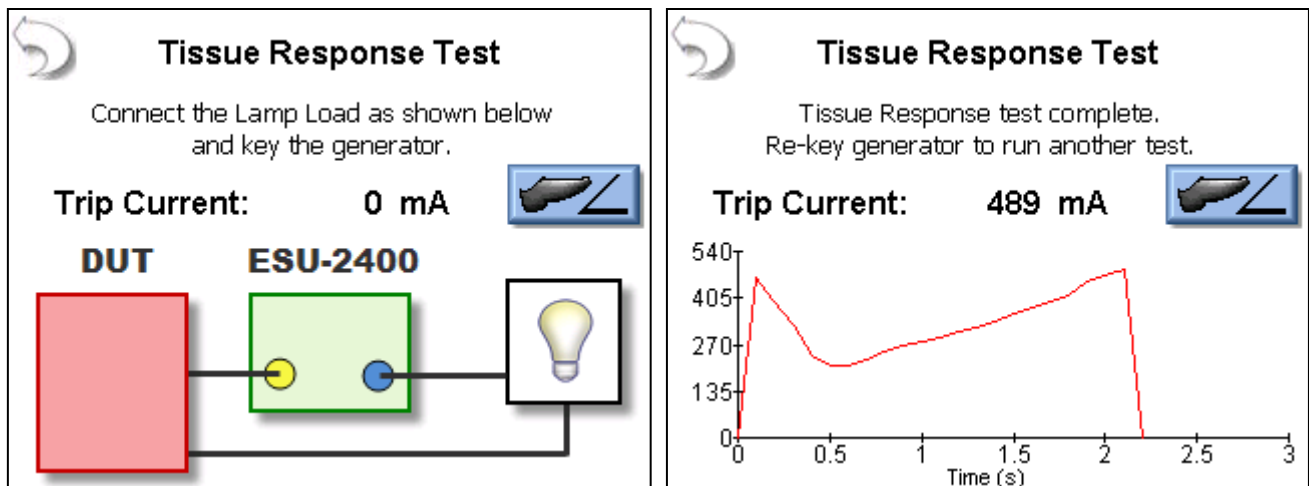 Tissue Response Test
Connect the Lamp Load as shown below
and key the generator.
Trip Current: 0 mA
DUT ESU-2400
Tissue Response Test
Tissue Response test complete.
Re-key generator to run another test.
Trip Current: 489 mA
540
405
270
135
0
0 0.5 1 1.5 2 2.5 3
Time (s)